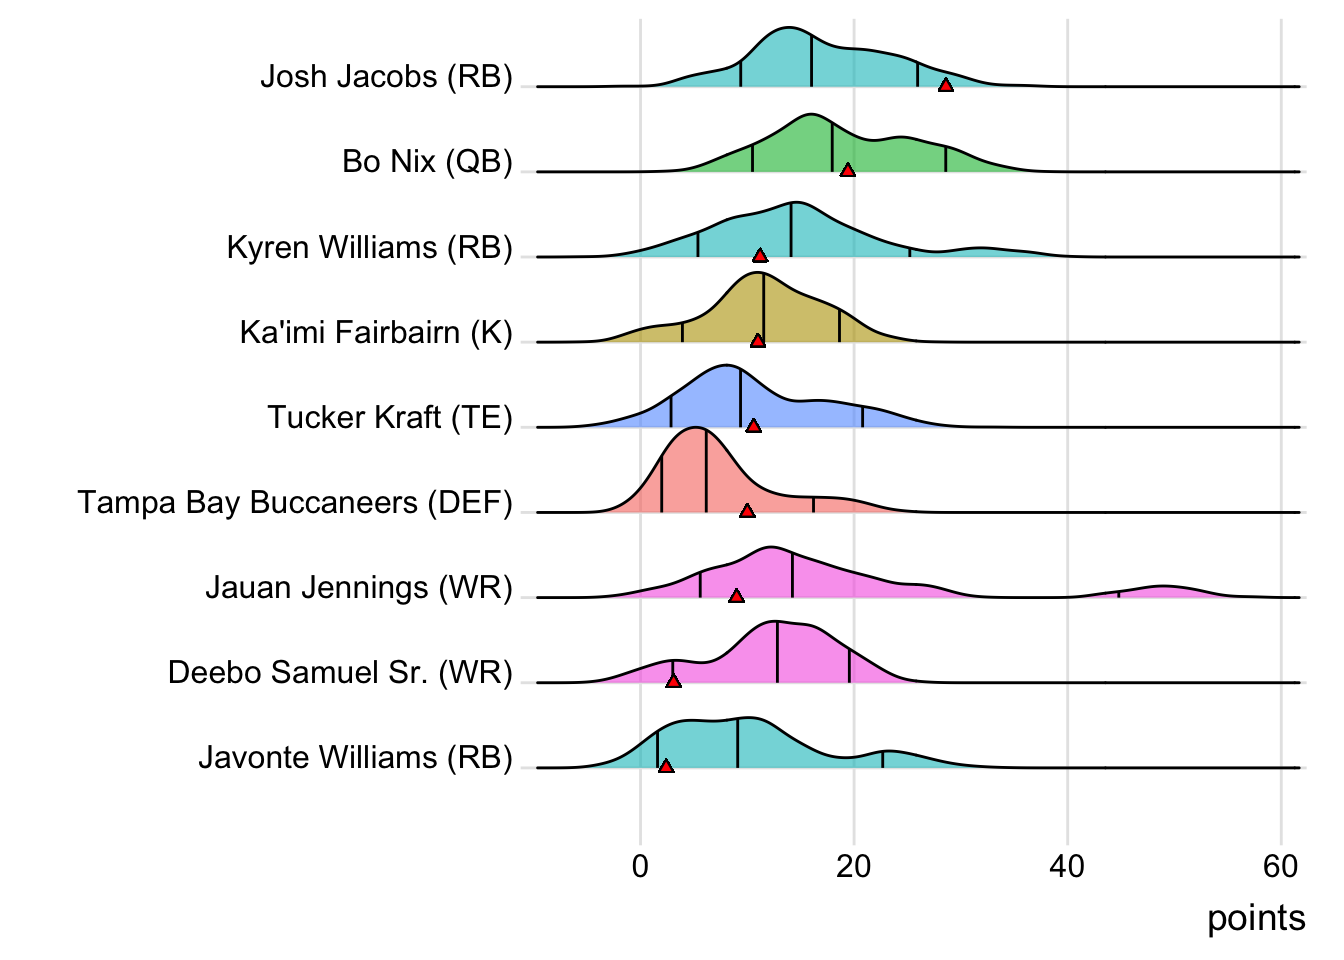 Josh Jacobs (RB)
Bo Nix (QB)
Kyren Williams (RB)
Ka'imi Fairbairn (K)
Tucker Kraft (TE)
Tampa Bay Buccaneers (DEF)
Jauan Jennings (WR)
Deebo Samuel Sr. (WR)
Javonte Williams (RB)
0 20 40 60
points